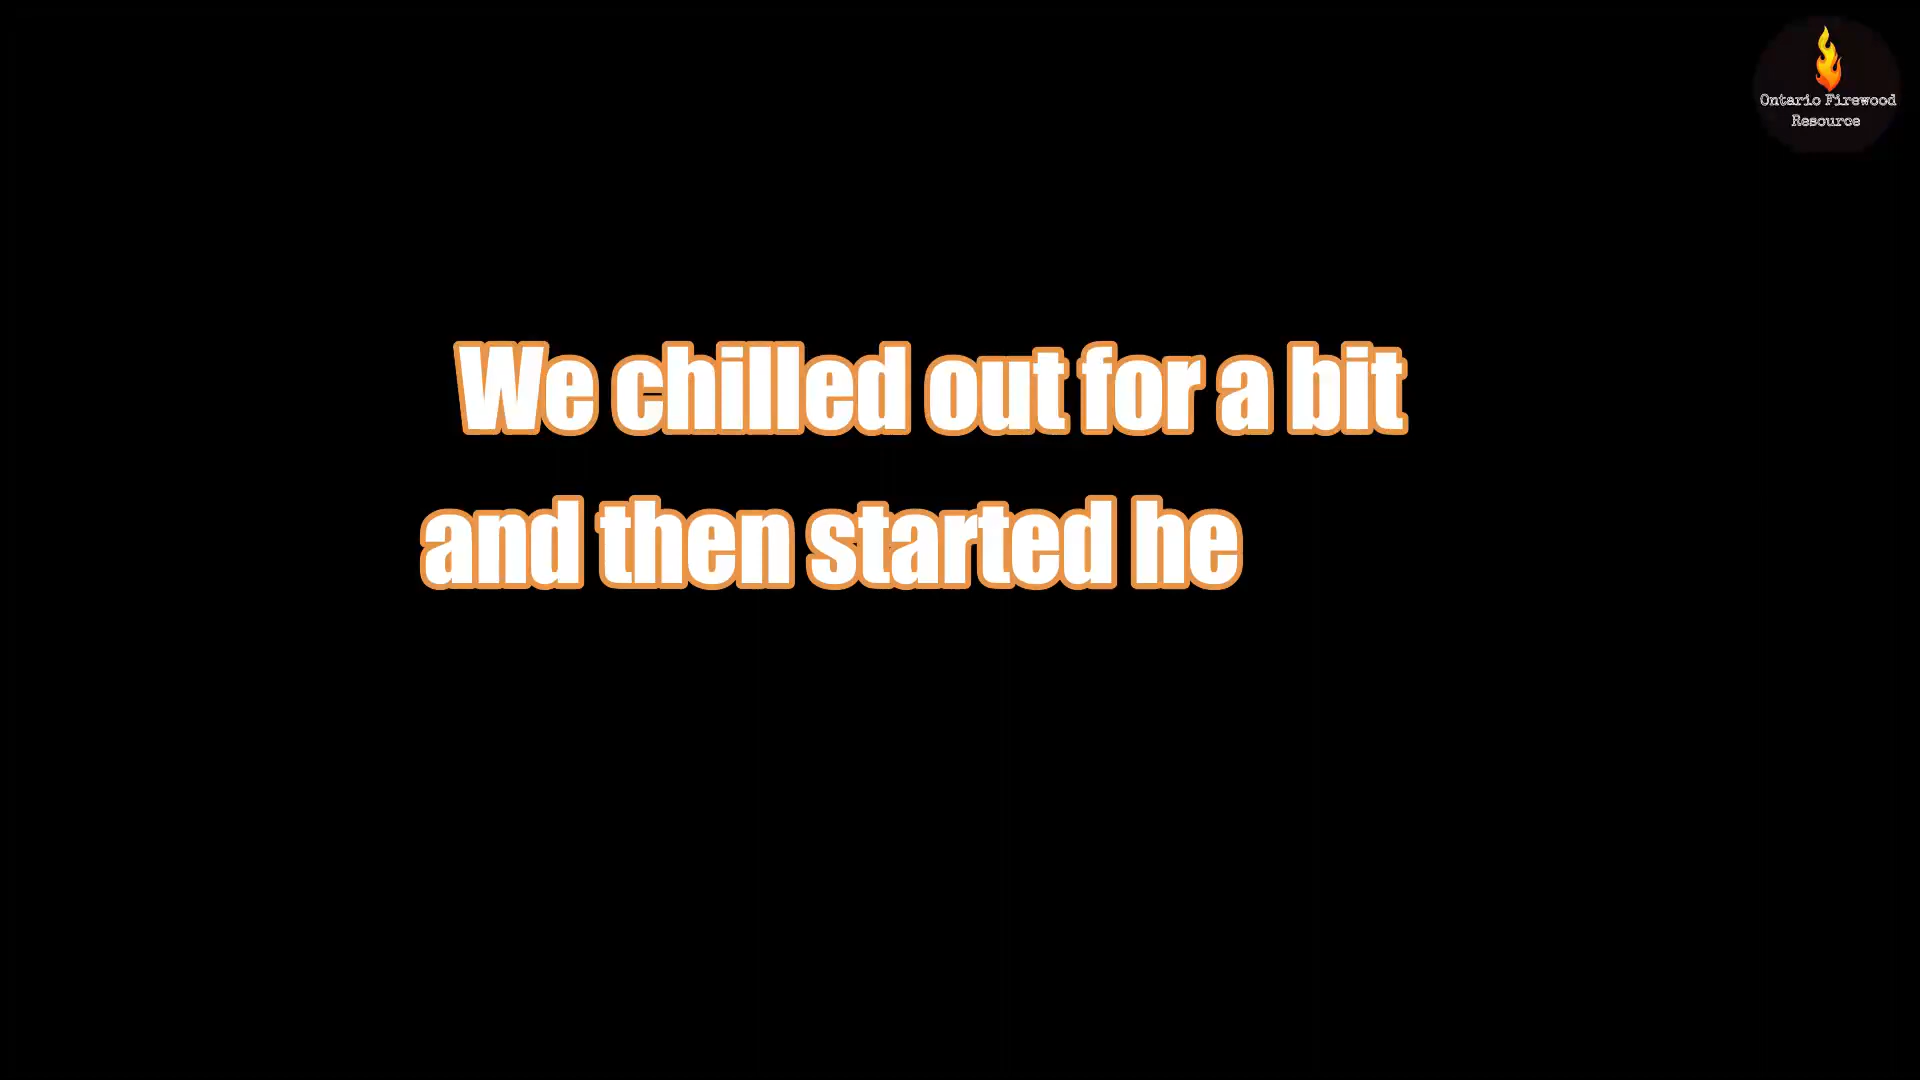 Ontario Firewood
Resource
We chilled out for a bit
and then started he